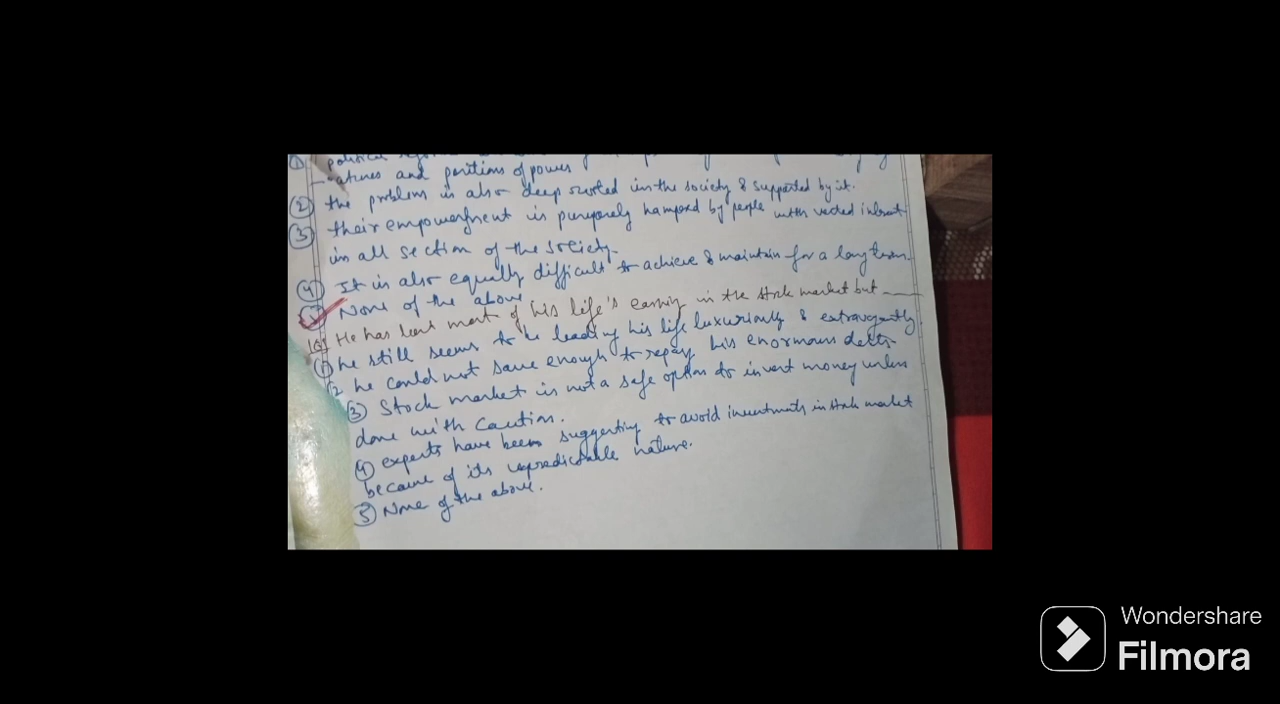 ① political
-atures and positions of power
② the problem is also deep rooted in the society & supported by it.
③ their empowerment is purposely hampered by people with vested interest
in all section of the society.
④ It is also equally difficult to achieve & maintain for a long term.
⑤ None of the above
10) He has lost most of his life's earning in the stock market but ____
① he still seems to be leading his life luxuriously & extravagantly
2 he could not save enough to repay his enormous debts
③ Stock market is not a safe option to invest money unless
done with Caution.
④ experts have been suggesting to avoid investments in stock market
because of its unpredictable nature.
⑤ None of the above.
Wondershare
Filmora